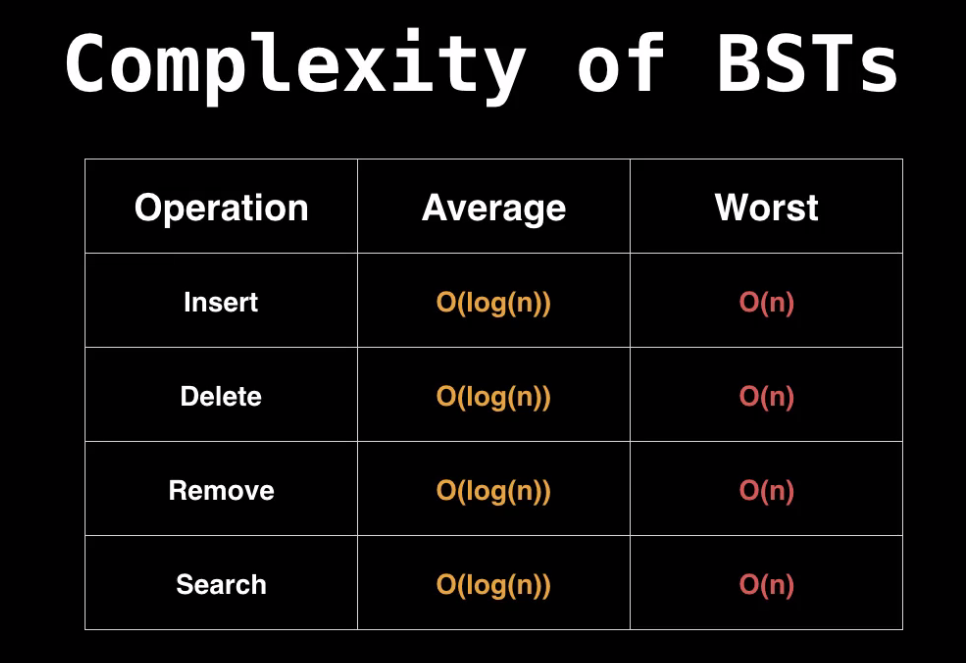 Complexity of BSTs
Operation Average Worst
Insert O(log(n)) O(n)
Delete O(log(n)) O(n)
Remove O(log(n)) O(n)
Search O(log(n)) O(n)